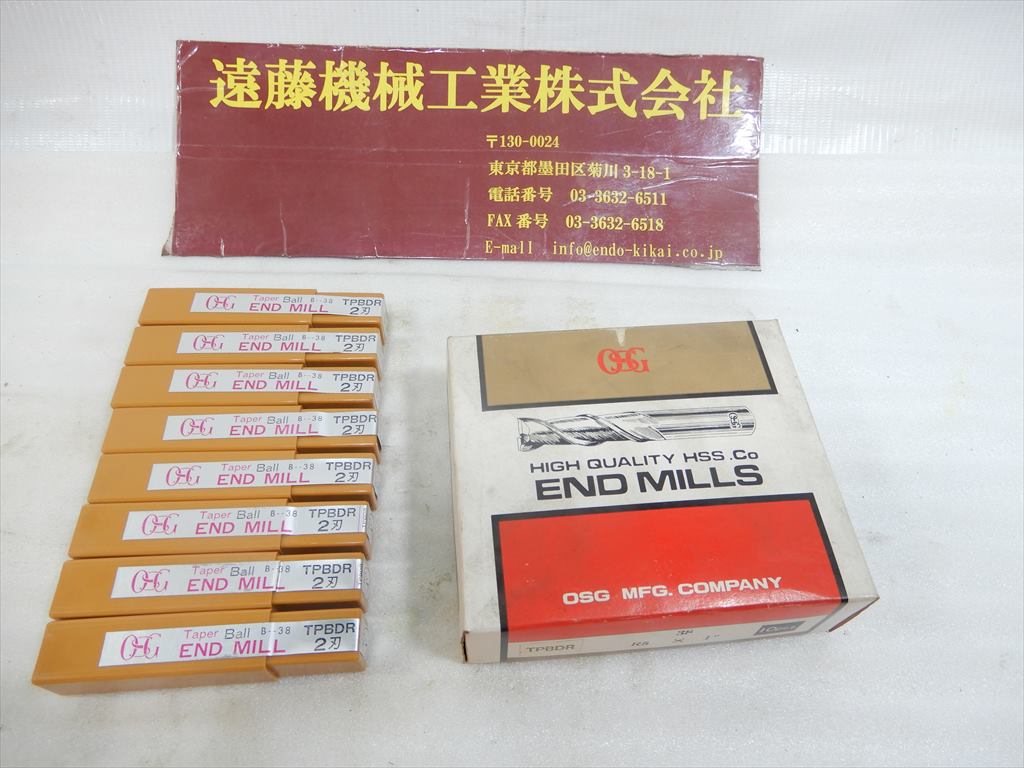 遠藤機械工業株式会社
〒130-0024
東京都墨田区菊川3-18-1
電話番号 03-3632-6511
FAX番号 03-3632-6518
E-mail info@endo-kikai.co.jp
OSG Taper Ball B--38 TPBDR
END MILL 2刃
OSG Taper Ball B--38 TPBDR
END MILL 2刃
OSG Taper Ball B--38 TPBDR
END MILL 2刃
OSG Taper Ball B--38 TPBDR
END MILL 2刃
OSG Taper Ball B--38 TPBDR
END MILL 2刃
OSG Taper Ball B--38 TPBDR
END MILL 2刃
OSG Taper Ball B--38 TPBDR
END MILL 2刃
OSG Taper Ball B--38 TPBDR
END MILL 2刃
OSG
HIGH QUALITY HSS.Co
END MILLS
OSG MFG. COMPANY
TPBDR R5 × 1°